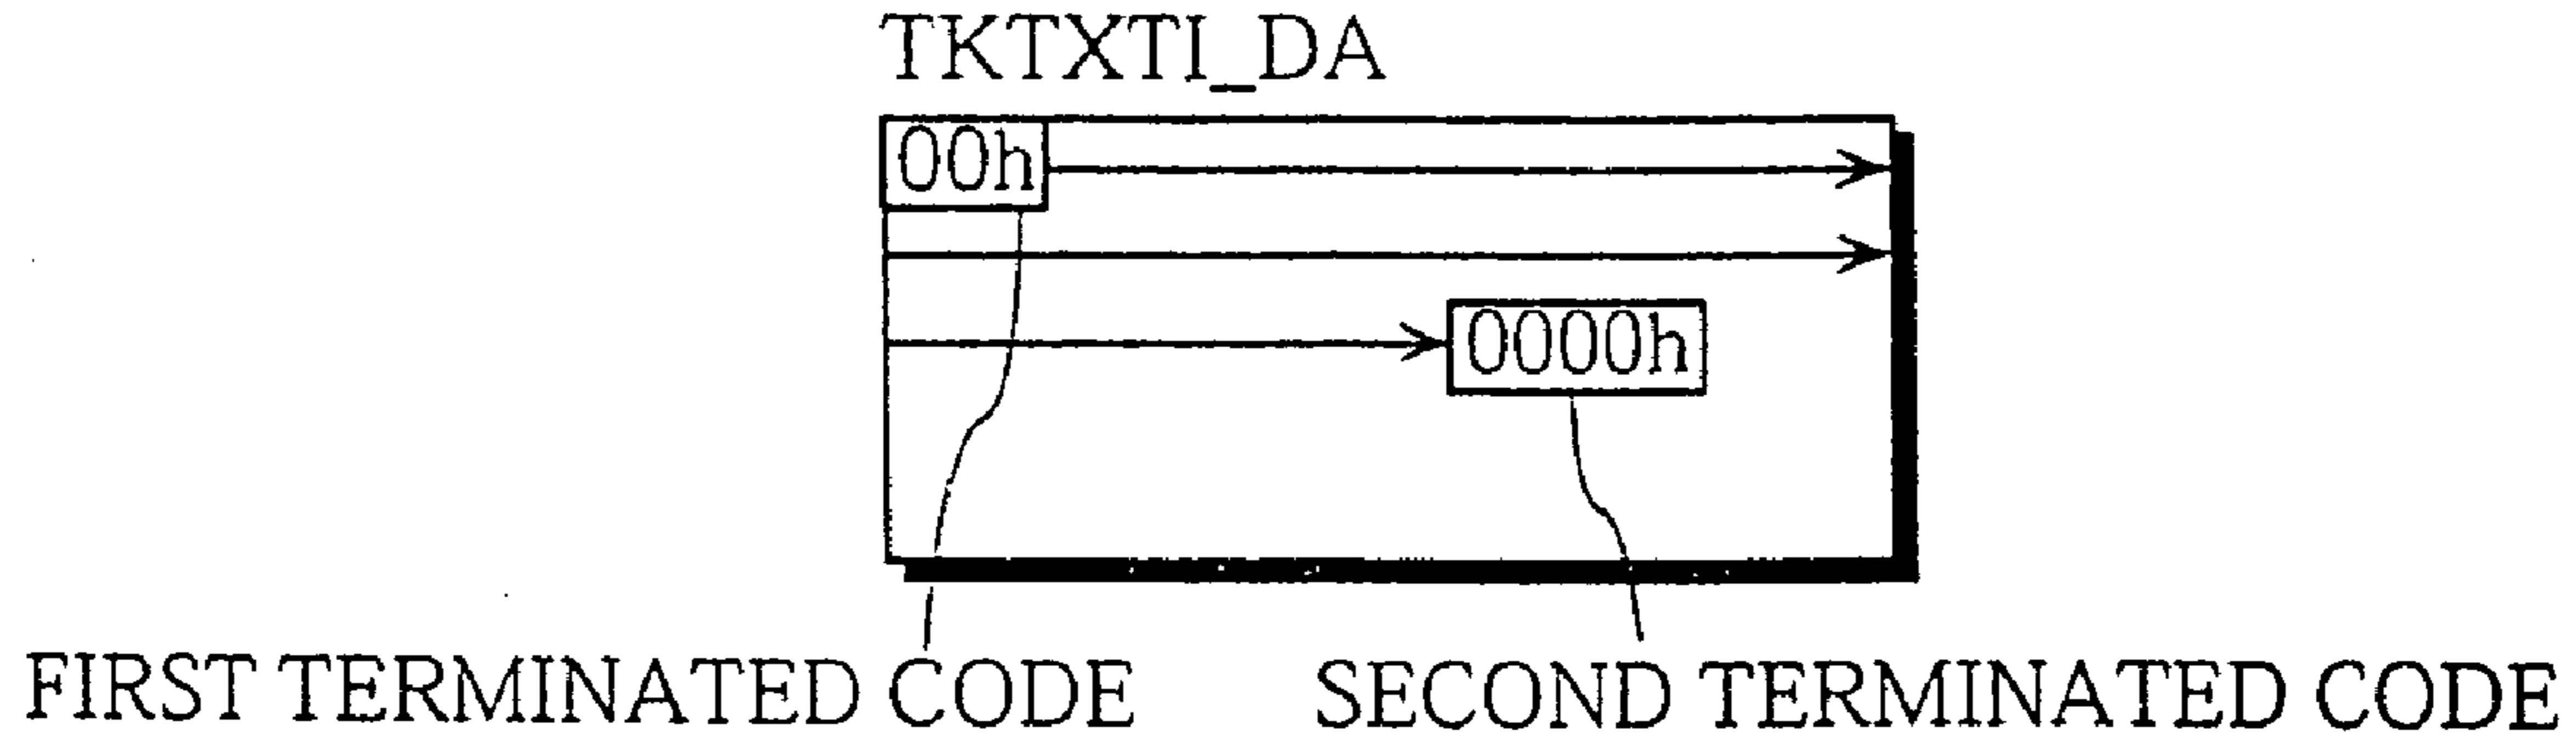 TKTXTI_DA
00h
0000h
FIRST TERMINATED CODE
SECOND TERMINATED CODE